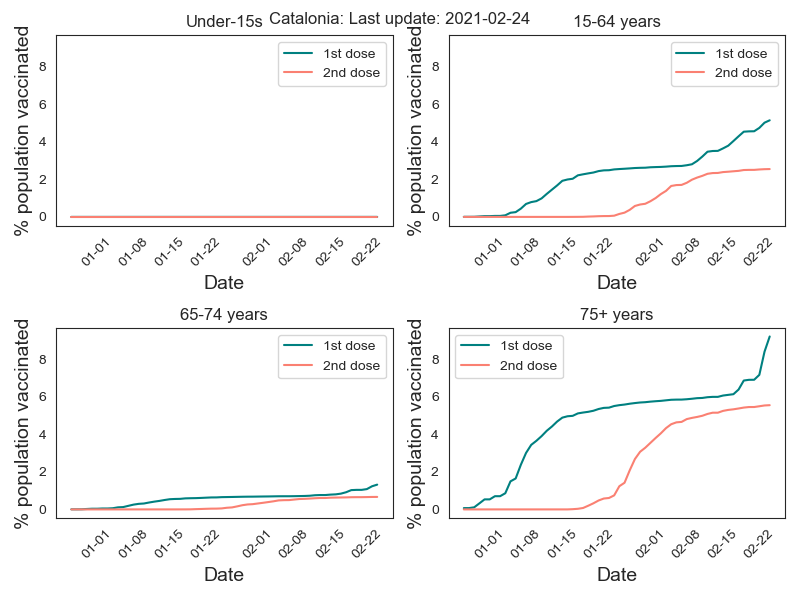 Catalonia: Last update: 2021-02-24
Under-15s
% population vaccinated
8
6
4
2
0
1st dose
2nd dose
01-01 01-08 01-15 01-22 02-01 02-08 02-15 02-22
Date
15-64 years
% population vaccinated
8
6
4
2
0
1st dose
2nd dose
01-01 01-08 01-15 01-22 02-01 02-08 02-15 02-22
Date
65-74 years
% population vaccinated
8
6
4
2
0
1st dose
2nd dose
01-01 01-08 01-15 01-22 02-01 02-08 02-15 02-22
Date
75+ years
% population vaccinated
8
6
4
2
0
1st dose
2nd dose
01-01 01-08 01-15 01-22 02-01 02-08 02-15 02-22
Date